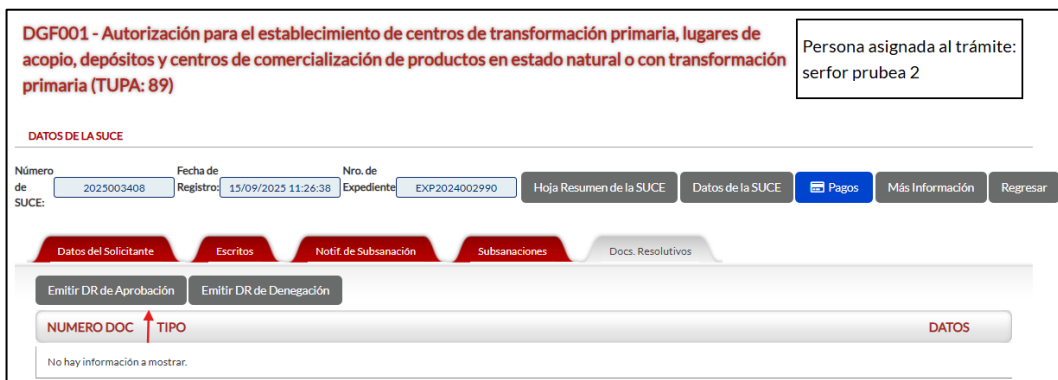 DGF001 - Autorización para el establecimiento de centros de transformación primaria, lugares de
acopio, depósitos y centros de comercialización de productos en estado natural o con transformación
primaria (TUPA: 89)
Persona asignada al trámite:
serfor prubea 2
DATOS DE LA SUCE
Número de SUCE: 2025003408 Fecha de Registro: 15/09/2025 11:26:38 Nro. de Expediente EXP2024002990 Hoja Resumen de la SUCE Datos de la SUCE Pagos Más Información Regresar
Datos del Solicitante Escritos Notif. de Subsanación Subsanaciones Docs. Resolutivos
Emitir DR de Aprobación Emitir DR de Denegación
NUMERO DOC TIPO DATOS
No hay información a mostrar.